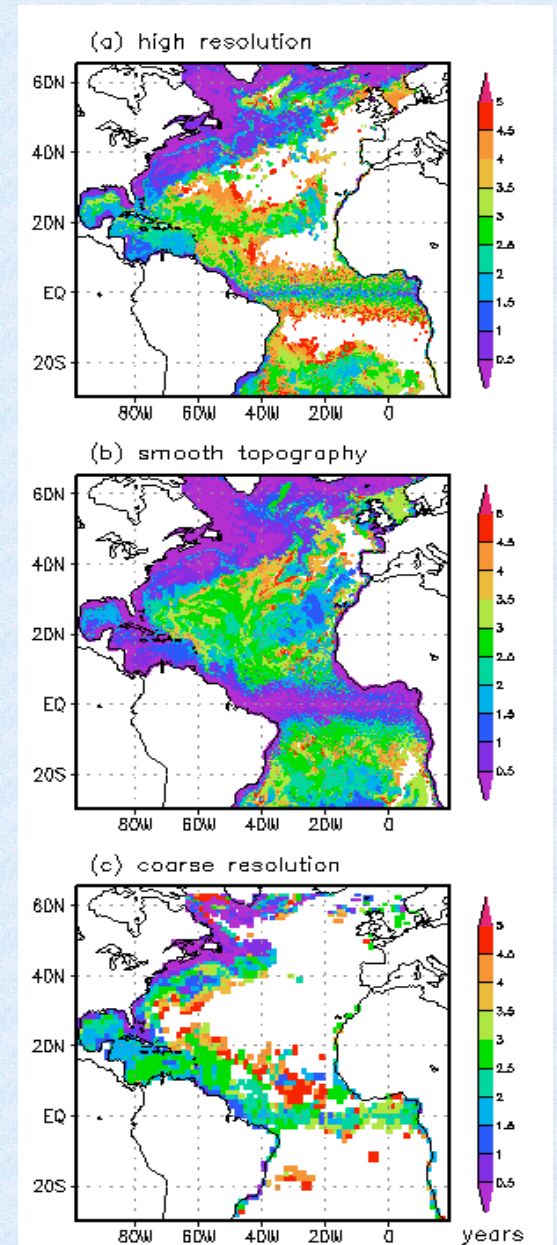 (a) high resolution
60N
40N
20N
EQ
20S
80W 60W 40W 20W 0
5
4.5
4
3.5
3
2.5
2
1.5
1
0.5
(b) smooth topography
60N
40N
20N
EQ
20S
80W 60W 40W 20W 0
5
4.5
4
3.5
3
2.5
2
1.5
1
0.5
(c) coarse resolution
60N
40N
20N
EQ
20S
80W 60W 40W 20W 0 years
5
4.5
4
3.5
3
2.5
2
1.5
1
0.5